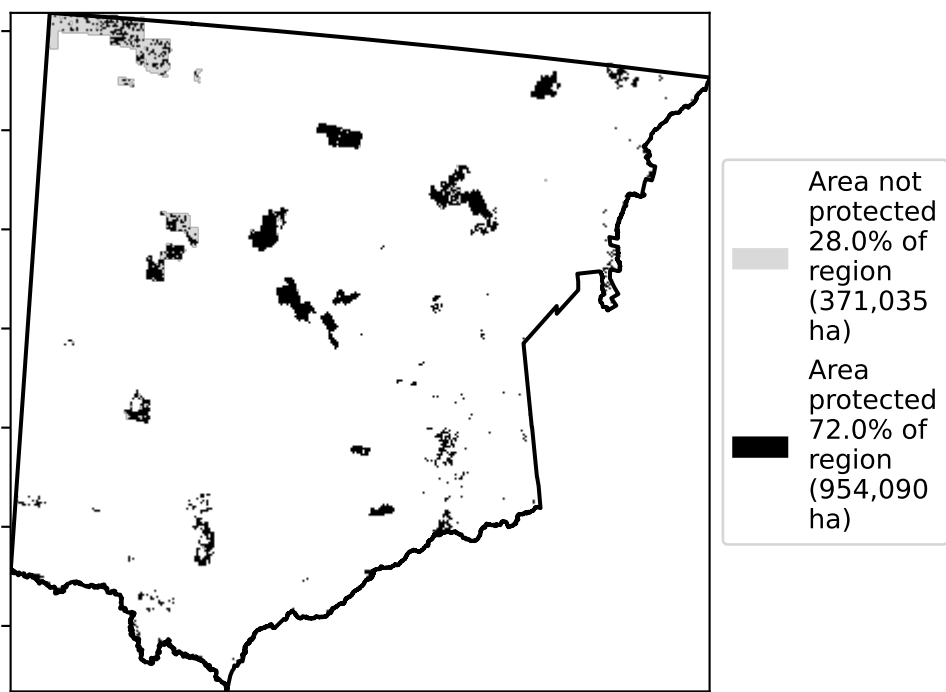 Area not
protected
28.0% of
region
(371,035
ha)
Area
protected
72.0% of
region
(954,090
ha)